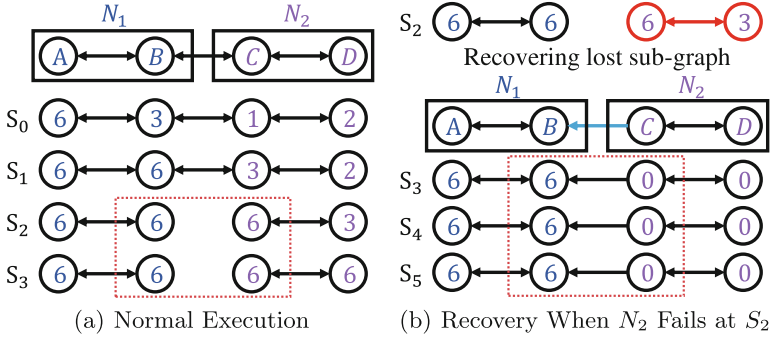 N₁ N₂
A B C D
S₀ 6 3 1 2
S₁ 6 6 3 2
S₂ 6 6 6 3
S₃ 6 6 6 6
(a) Normal Execution
S₂ 6 6 6 3
Recovering lost sub-graph
N₁ N₂
A B C D
S₃ 6 6 0 0
S₄ 6 6 0 0
S₅ 6 6 0 0
(b) Recovery When N₂ Fails at S₂